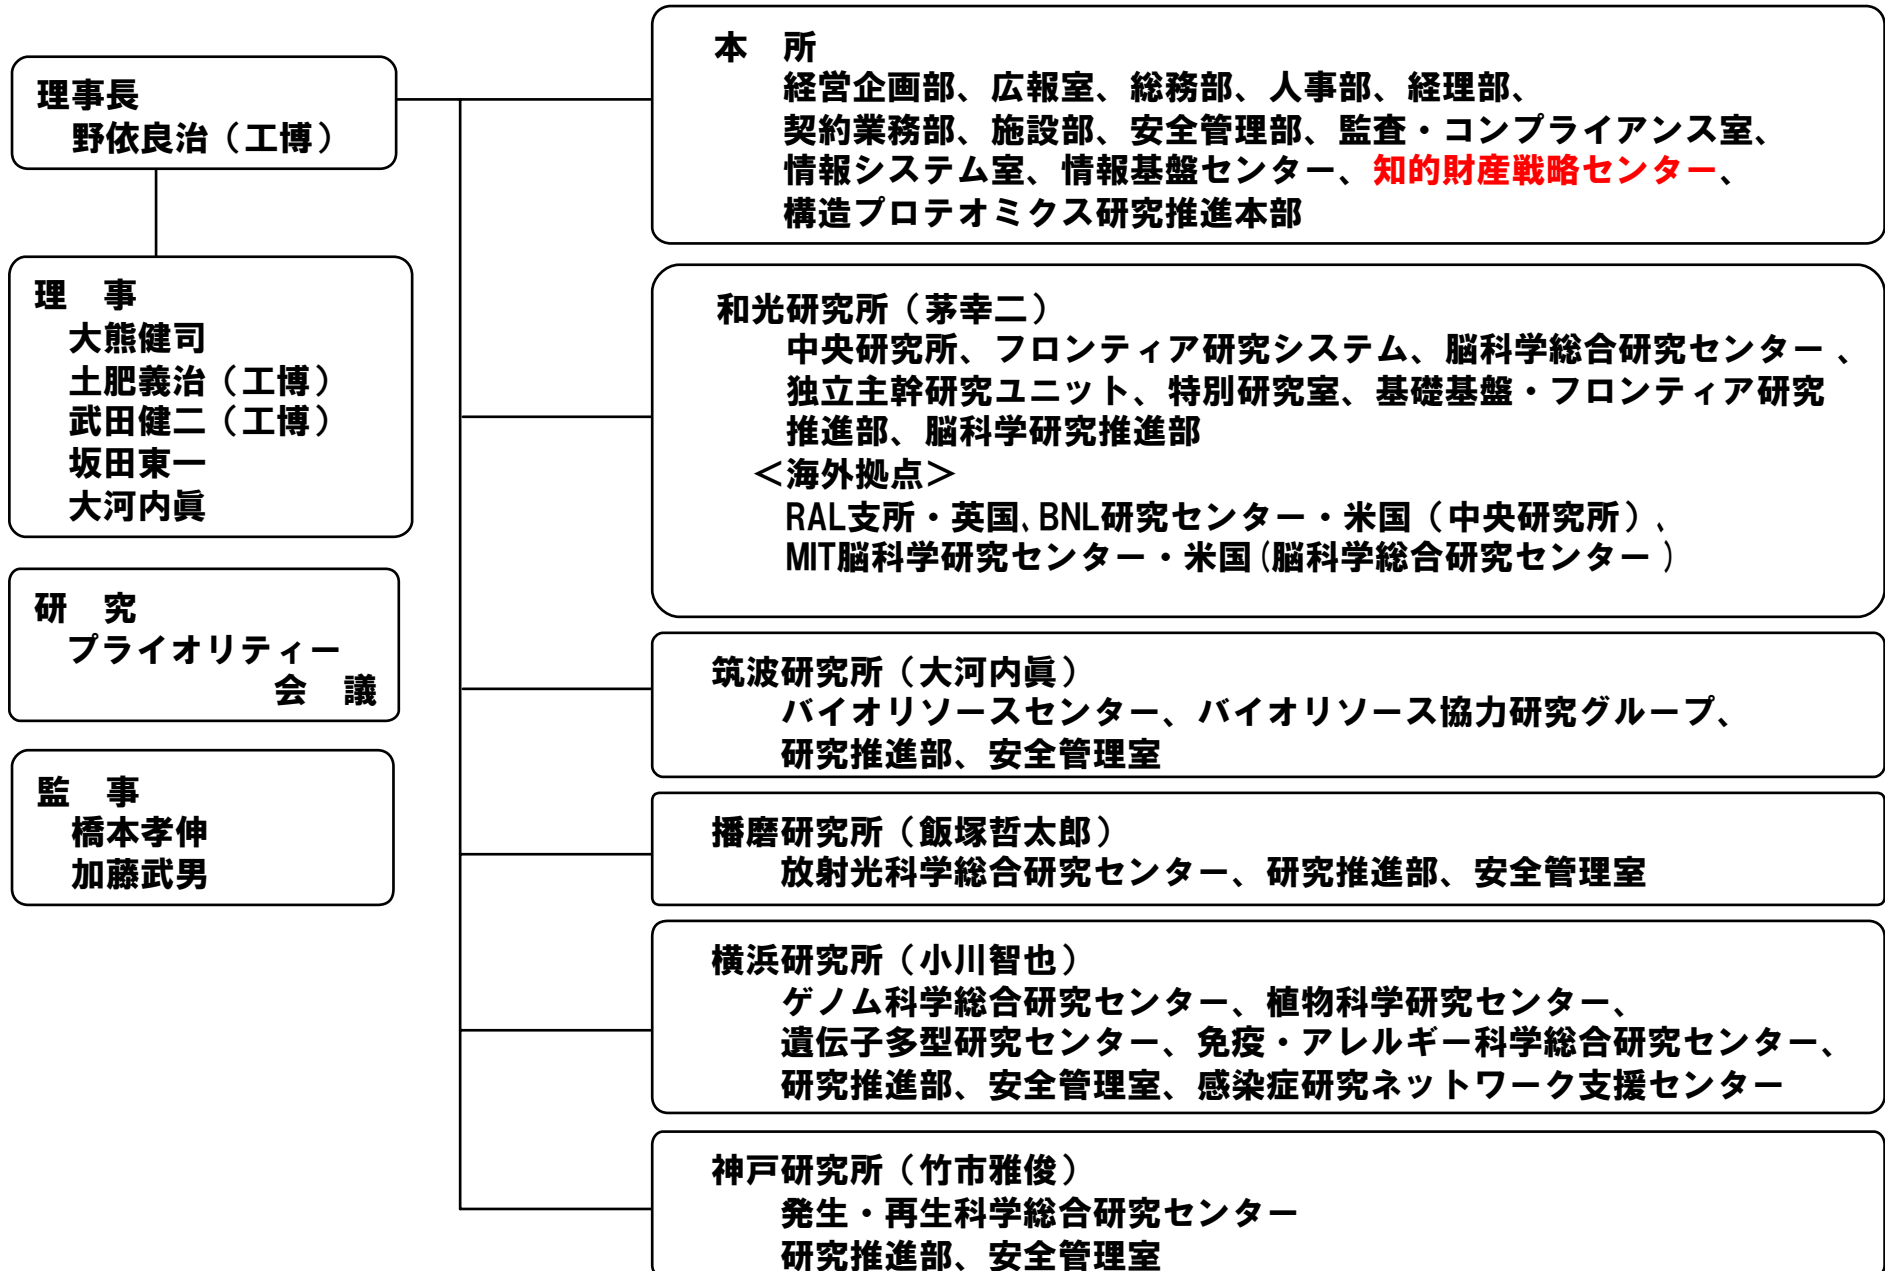 理事長
野依良治（工博）
理　事
大熊健司
土肥義治（工博）
武田健二（工博）
坂田東一
大河内眞
研　究
プライオリティー
会　議
監　事
橋本孝伸
加藤武男
本　所
経営企画部、広報室、総務部、人事部、経理部、
契約業務部、施設部、安全管理部、監査・コンプライアンス室、
情報システム室、情報基盤センター、知的財産戦略センター、
構造プロテオミクス研究推進本部
和光研究所（茅幸二）
中央研究所、フロンティア研究システム、脳科学総合研究センター 、
独立主幹研究ユニット、特別研究室、基礎基盤・フロンティア研究
推進部、脳科学研究推進部
＜海外拠点＞
RAL支所・英国、BNL研究センター・米国（中央研究所）、
MIT脳科学研究センター・米国(脳科学総合研究センター )
筑波研究所（大河内眞）
バイオリソースセンター、バイオリソース協力研究グループ、
研究推進部、安全管理室
播磨研究所（飯塚哲太郎）
放射光科学総合研究センター、研究推進部、安全管理室
横浜研究所（小川智也）
ゲノム科学総合研究センター、植物科学研究センター、
遺伝子多型研究センター、免疫・アレルギー科学総合研究センター、
研究推進部、安全管理室、感染症研究ネットワーク支援センター
神戸研究所（竹市雅俊）
発生・再生科学総合研究センター
研究推進部、安全管理室